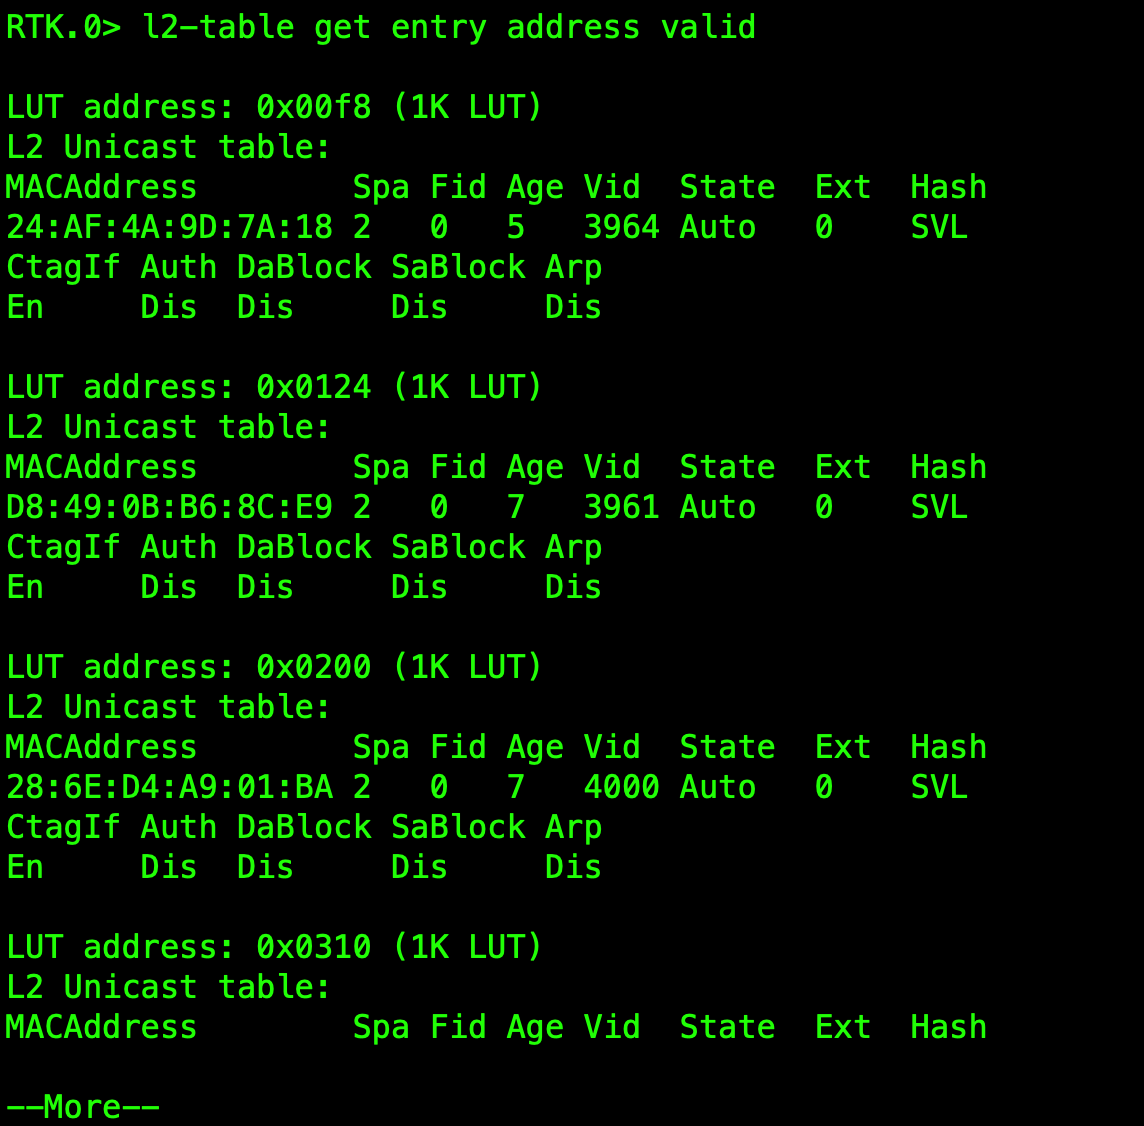 RTK.0> l2-table get entry address valid
LUT address: 0x00f8 (1K LUT)
L2 Unicast table:
MACAddress        Spa Fid Age Vid  State  Ext  Hash
24:AF:4A:9D:7A:18 2   0   5   3964 Auto   0    SVL
CtagIf Auth DaBlock SaBlock Arp
En     Dis  Dis     Dis     Dis
LUT address: 0x0124 (1K LUT)
L2 Unicast table:
MACAddress        Spa Fid Age Vid  State  Ext  Hash
D8:49:0B:B6:8C:E9 2   0   7   3961 Auto   0    SVL
CtagIf Auth DaBlock SaBlock Arp
En     Dis  Dis     Dis     Dis
LUT address: 0x0200 (1K LUT)
L2 Unicast table:
MACAddress        Spa Fid Age Vid  State  Ext  Hash
28:6E:D4:A9:01:BA 2   0   7   4000 Auto   0    SVL
CtagIf Auth DaBlock SaBlock Arp
En     Dis  Dis     Dis     Dis
LUT address: 0x0310 (1K LUT)
L2 Unicast table:
MACAddress        Spa Fid Age Vid  State  Ext  Hash
--More--